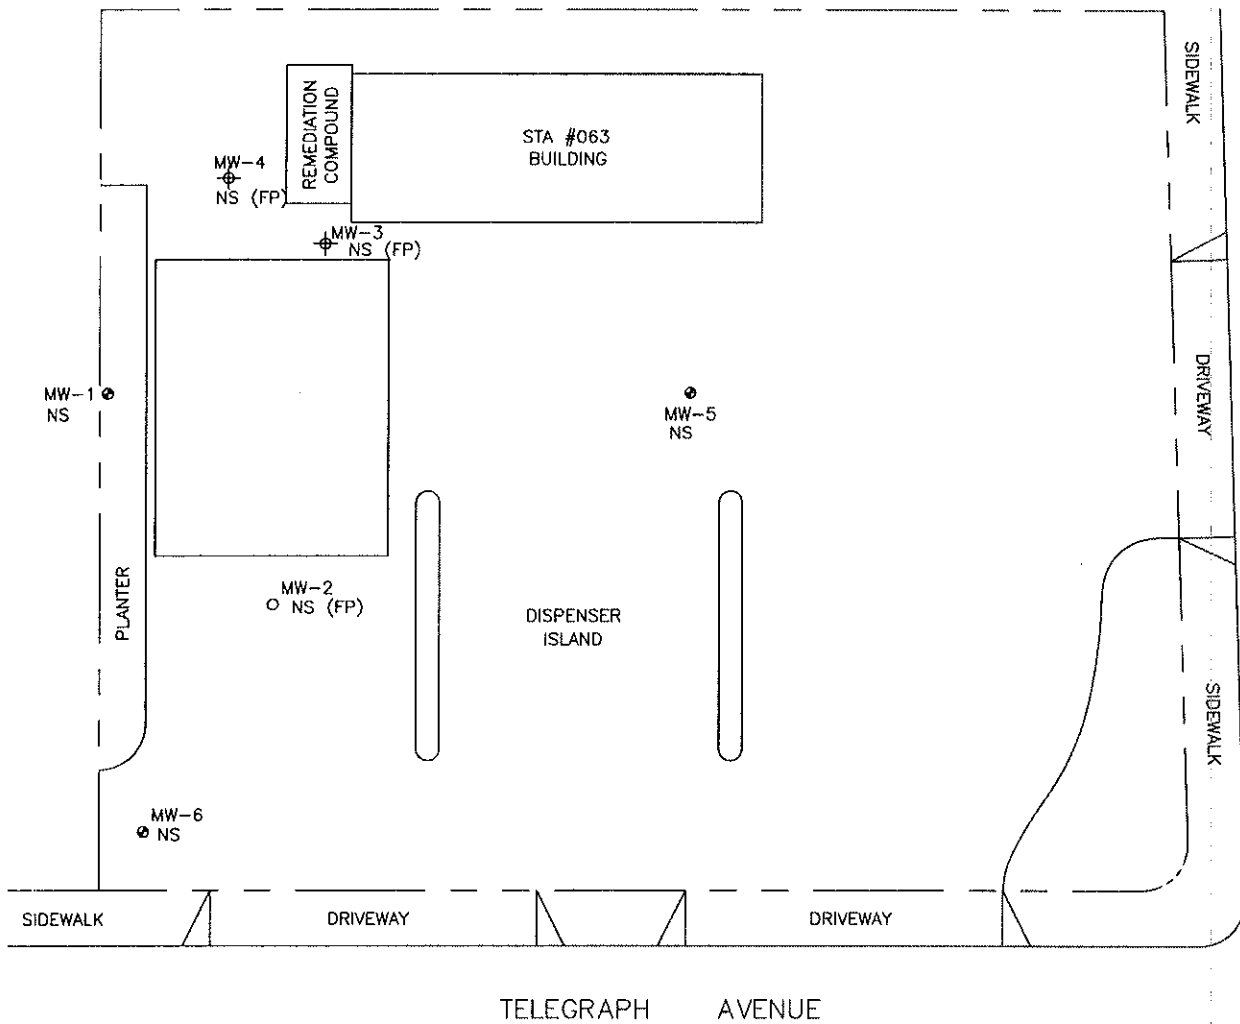 SIDEWALK
REMEDIATION
COMPOUND
STA #063
BUILDING
MW-4
NS (FP)
MW-3
NS (FP)
DRIVEWAY
MW-1
NS
MW-5
NS
PLANTER
MW-2
NS (FP)
DISPENSER
ISLAND
SIDEWALK
MW-6
NS
SIDEWALK
DRIVEWAY
DRIVEWAY
TELEGRAPH AVENUE